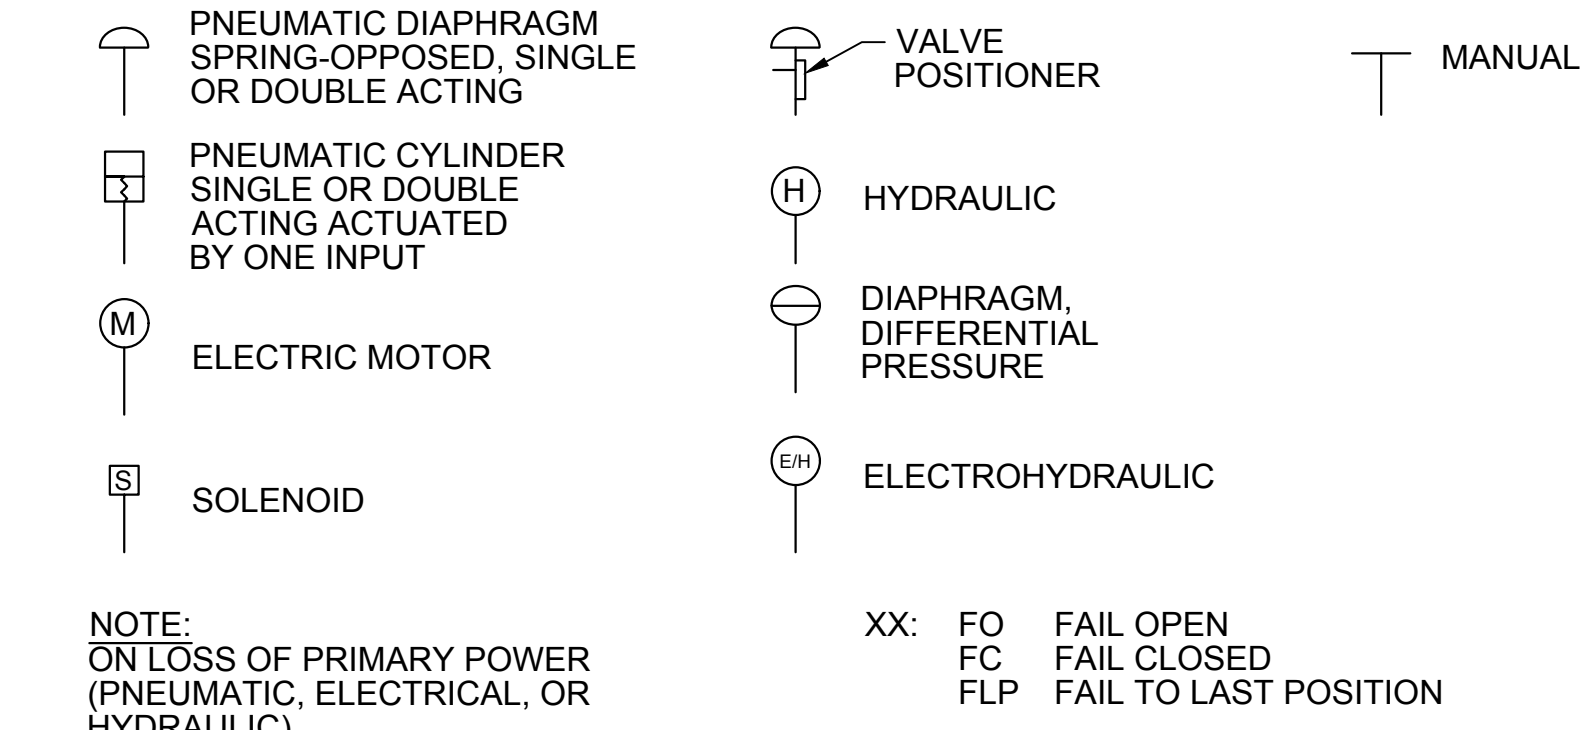 PNEUMATIC DIAPHRAGM
SPRING-OPPOSED, SINGLE
OR DOUBLE ACTING
VALVE
POSITIONER
MANUAL
PNEUMATIC CYLINDER
SINGLE OR DOUBLE
ACTING ACTUATED
BY ONE INPUT
H
HYDRAULIC
M
ELECTRIC MOTOR
DIAPHRAGM,
DIFFERENTIAL
PRESSURE
S
SOLENOID
E/H
ELECTROHYDRAULIC
NOTE:
ON LOSS OF PRIMARY POWER
(PNEUMATIC, ELECTRICAL, OR
HYDRAULIC)
XX: FO FAIL OPEN
FC FAIL CLOSED
FLP FAIL TO LAST POSITION